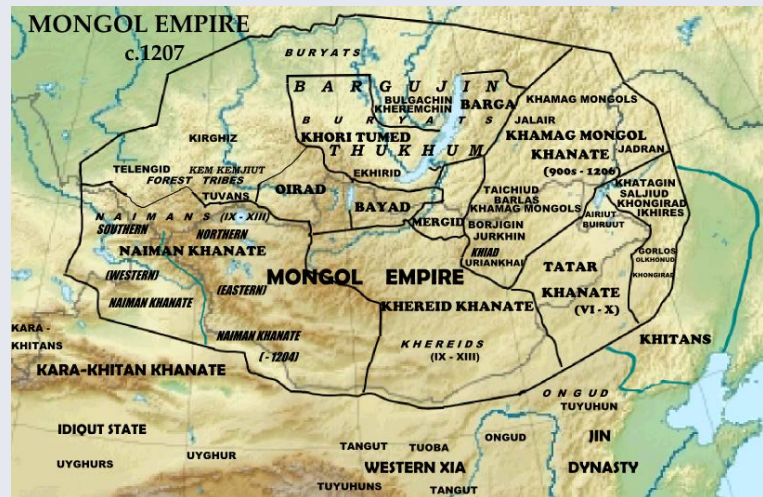 MONGOL EMPIRE
c.1207
BURYATS
BARGUJIN
BULGACHIN
KHEREMCHIN
BARGA
BURYATS
KHORI TUMED
THUKHUM
KHAMAG MONGOLS
JALAIR
KHAMAG MONGOL
KHANATE
(900s - 1206)
JADRAN
KIRGHIZ
TELENGID
KEM KEMJIUT
FOREST TRIBES
TUVANS
EKHIRID
QIRAD
BAYAD
MERGID
TAICHIUD
BARLAS
KHAMAG MONGOLS
BORJIGIN
JURKHIN
KHIAD
URIANKHAI
KHATAGIN
SALJIUD
KHONGIRAD
IKHIRES
AIRIUT
BUIRUUT
GORLOS
OLKHONUD
KHONGIRAD
NAIMANS (IX - XIII)
SOUTHERN
NORTHERN
NAIMAN KHANATE
(WESTERN)
(EASTERN)
NAIMAN KHANATE
NAIMAN KHANATE
( - 1204)
MONGOL EMPIRE
KHEREID KHANATE
KHEREIDS
(IX - XIII)
TATAR
KHANATE
(VI - X)
KHITANS
KARA -
KHITANS
KARA-KHITAN KHANATE
IDIQUT STATE
UYGHURS
UYGHUR
TANGUT
TUOBA
WESTERN XIA
TUYUHUNS
TANGUT
ONGUD
ONGUD
TUYUHUN
JIN
DYNASTY